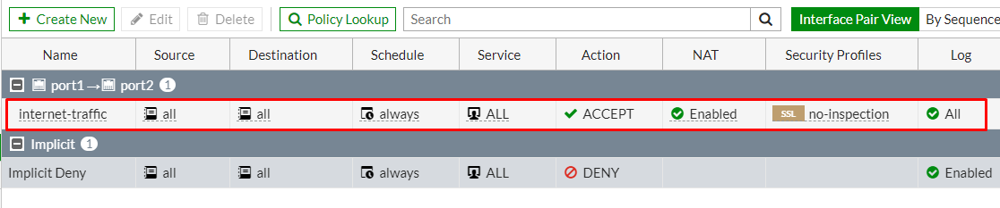 Create New Edit Delete Policy Lookup Search Interface Pair View By Sequence
Name Source Destination Schedule Service Action NAT Security Profiles Log
port1 → port2 1
internet-traffic all all always ALL ACCEPT Enabled SSL no-inspection All
Implicit 1
Implicit Deny all all always ALL DENY Enabled